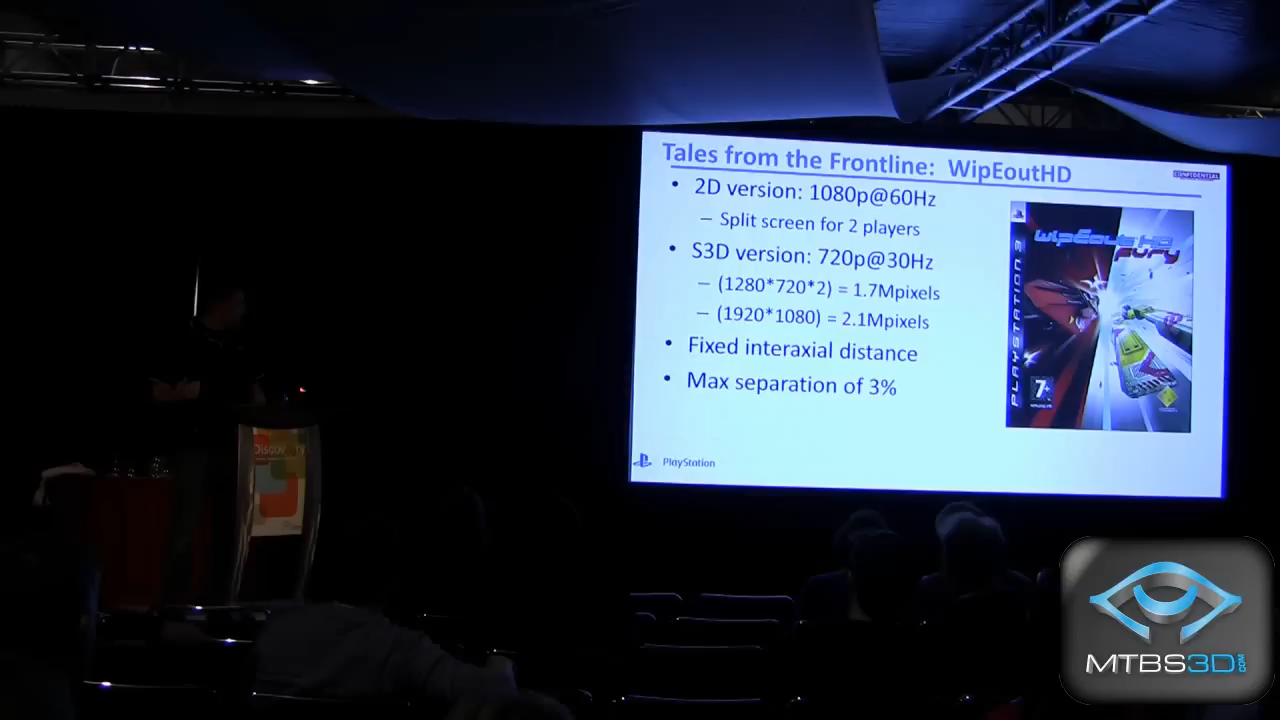 Tales from the Frontline: WipEoutHD
CONFIDENTIAL
• 2D version: 1080p@60Hz
– Split screen for 2 players
• S3D version: 720p@30Hz
– (1280*720*2) = 1.7Mpixels
– (1920*1080) = 2.1Mpixels
• Fixed interaxial distance
• Max separation of 3%
PlayStation
wipEout HD
FURY
PLAYSTATION 3
7
Discovery
MTBS3D.COM